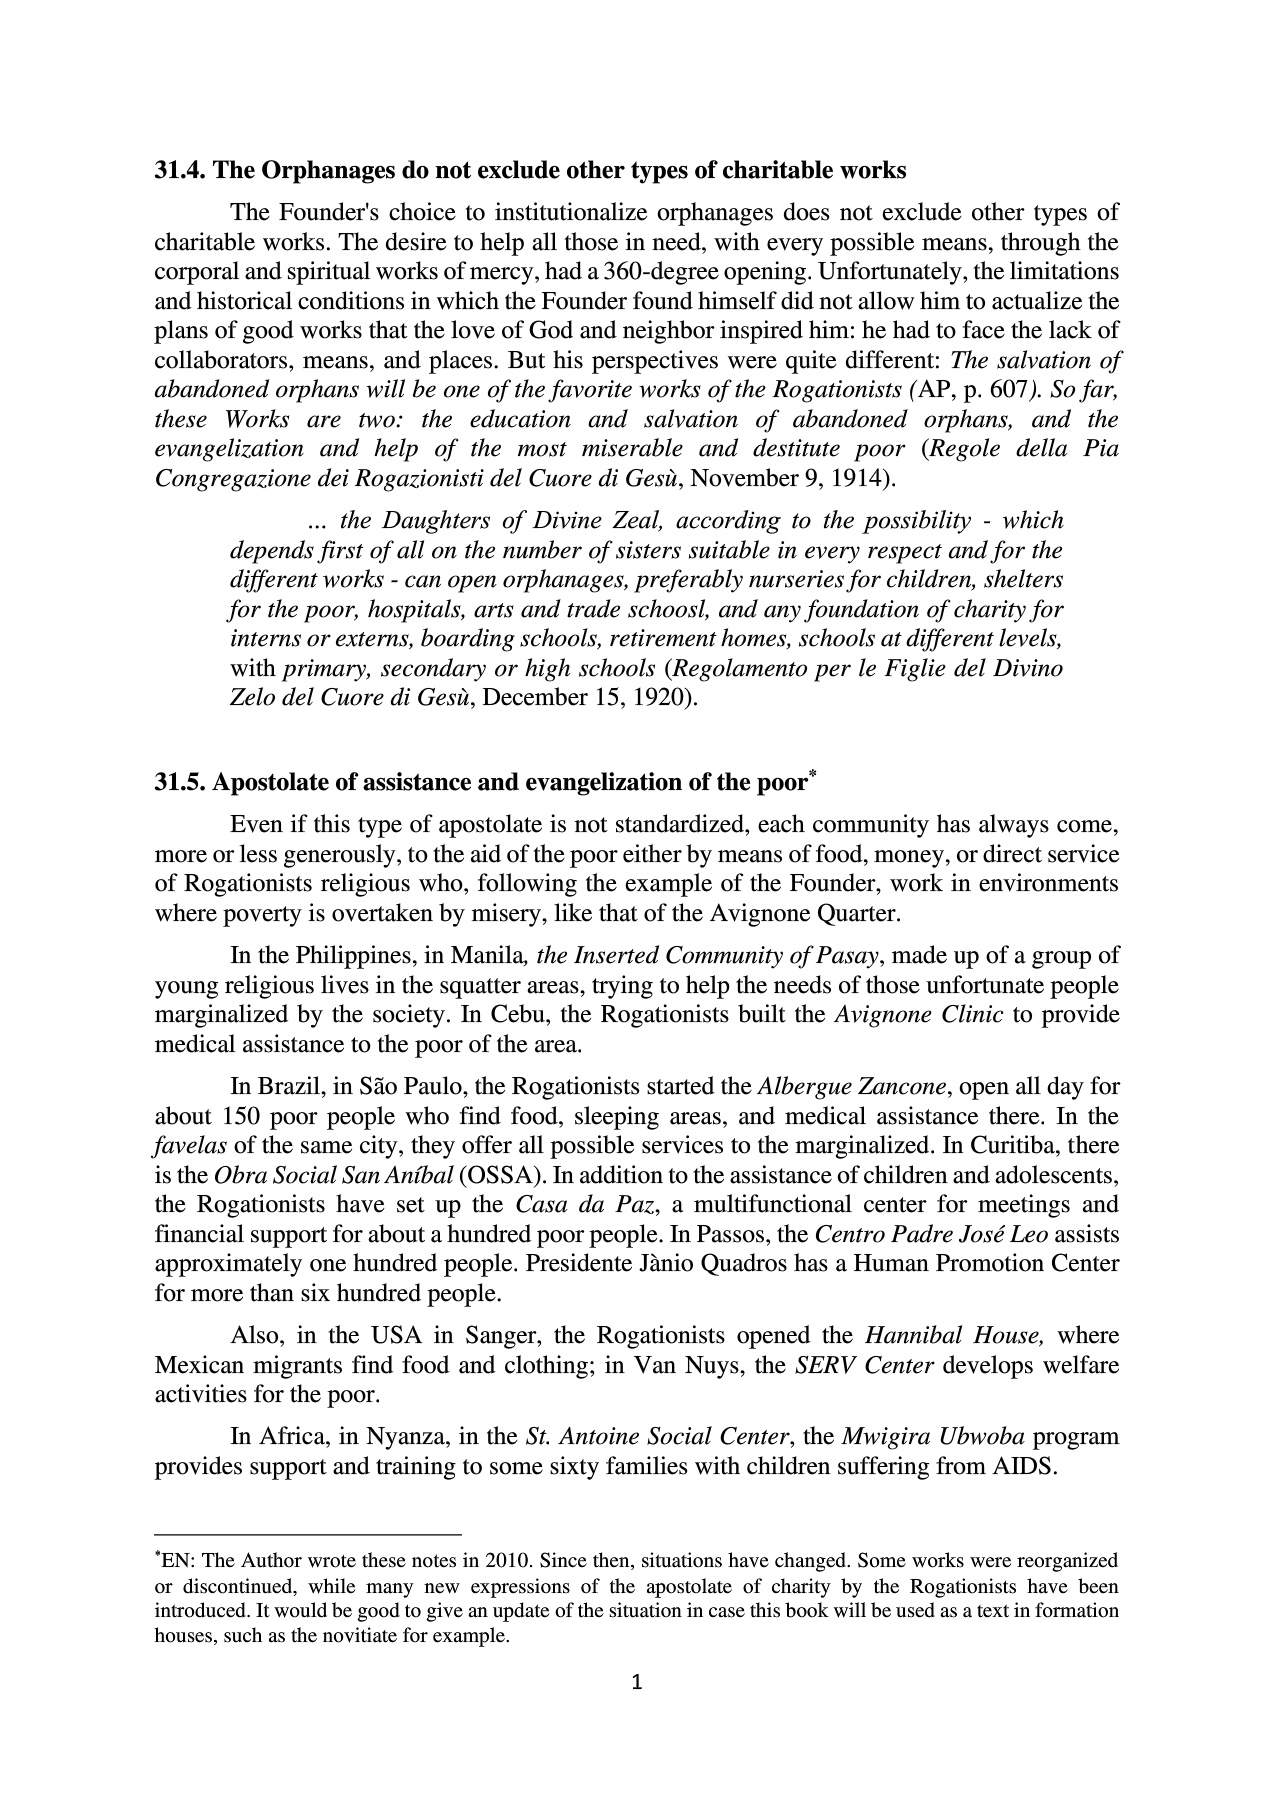 31.4. The Orphanages do not exclude other types of charitable works
The Founder's choice to institutionalize orphanages does not exclude other types of
charitable works. The desire to help all those in need, with every possible means, through the
corporal and spiritual works of mercy, had a 360-degree opening. Unfortunately, the limitations
and historical conditions in which the Founder found himself did not allow him to actualize the
plans of good works that the love of God and neighbor inspired him: he had to face the lack of
collaborators, means, and places. But his perspectives were quite different: The salvation of
abandoned orphans will be one of the favorite works of the Rogationists (AP, p. 607). So far,
these Works are two: the education and salvation of abandoned orphans, and the
evangelization and help of the most miserable and destitute poor (Regole della Pia
Congregazione dei Rogazionisti del Cuore di Gesù, November 9, 1914).
... the Daughters of Divine Zeal, according to the possibility - which
depends first of all on the number of sisters suitable in every respect and for the
different works - can open orphanages, preferably nurseries for children, shelters
for the poor, hospitals, arts and trade schoosl, and any foundation of charity for
interns or externs, boarding schools, retirement homes, schools at different levels,
with primary, secondary or high schools (Regolamento per le Figlie del Divino
Zelo del Cuore di Gesù, December 15, 1920).
31.5. Apostolate of assistance and evangelization of the poor*
Even if this type of apostolate is not standardized, each community has always come,
more or less generously, to the aid of the poor either by means of food, money, or direct service
of Rogationists religious who, following the example of the Founder, work in environments
where poverty is overtaken by misery, like that of the Avignone Quarter.
In the Philippines, in Manila, the Inserted Community of Pasay, made up of a group of
young religious lives in the squatter areas, trying to help the needs of those unfortunate people
marginalized by the society. In Cebu, the Rogationists built the Avignone Clinic to provide
medical assistance to the poor of the area.
In Brazil, in São Paulo, the Rogationists started the Albergue Zancone, open all day for
about 150 poor people who find food, sleeping areas, and medical assistance there. In the
favelas of the same city, they offer all possible services to the marginalized. In Curitiba, there
is the Obra Social San Aníbal (OSSA). In addition to the assistance of children and adolescents,
the Rogationists have set up the Casa da Paz, a multifunctional center for meetings and
financial support for about a hundred poor people. In Passos, the Centro Padre José Leo assists
approximately one hundred people. Presidente Jànio Quadros has a Human Promotion Center
for more than six hundred people.
Also, in the USA in Sanger, the Rogationists opened the Hannibal House, where
Mexican migrants find food and clothing; in Van Nuys, the SERV Center develops welfare
activities for the poor.
In Africa, in Nyanza, in the St. Antoine Social Center, the Mwigira Ubwoba program
provides support and training to some sixty families with children suffering from AIDS.
*EN: The Author wrote these notes in 2010. Since then, situations have changed. Some works were reorganized
or discontinued, while many new expressions of the apostolate of charity by the Rogationists have been
introduced. It would be good to give an update of the situation in case this book will be used as a text in formation
houses, such as the novitiate for example.
1